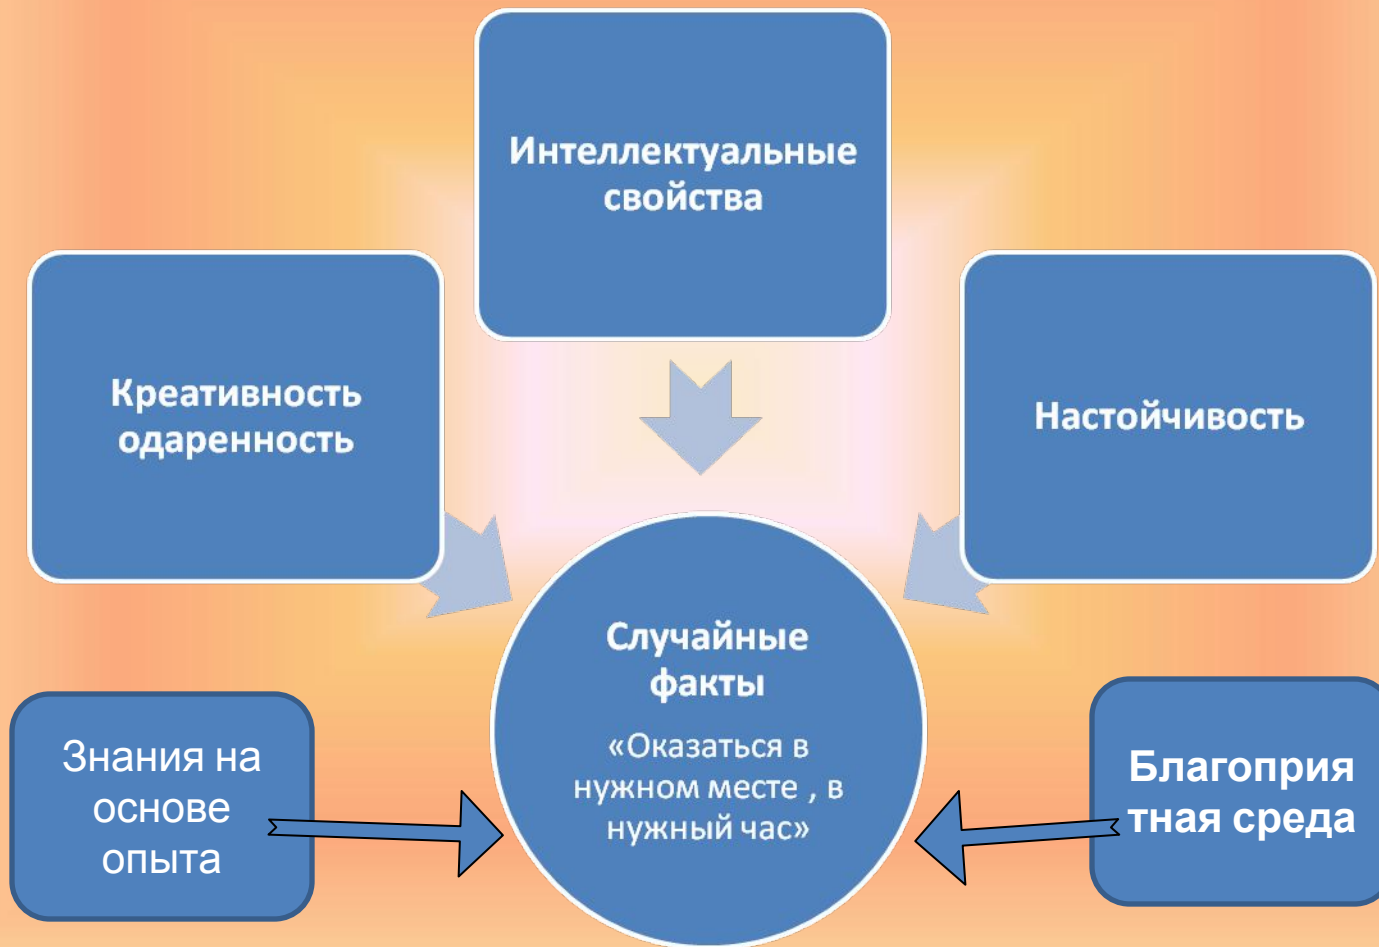 Интеллектуальные
свойства
Креативность
одаренность
Настойчивость
Случайные
факты
«Оказаться в
нужном месте , в
нужный час»
Знания на
основе
опыта
Благоприя
тная среда